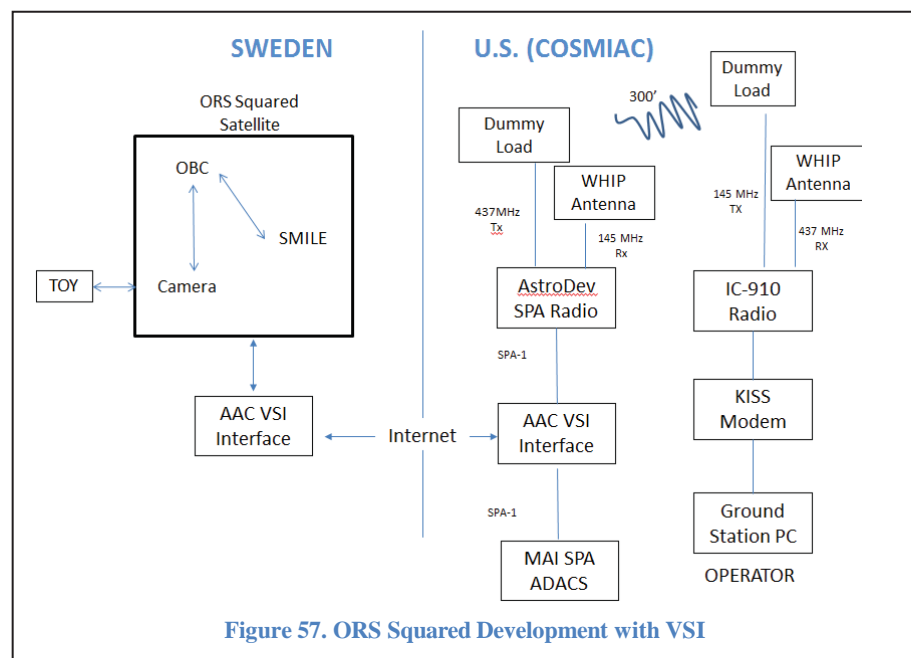 SWEDEN
ORS Squared
Satellite
OBC
SMILE
Camera
TOY
AAC VSI
Interface
Internet
U.S. (COSMIAC)
Dummy
Load
300'
Dummy
Load
WHIP
Antenna
437MHz
Tx
145 MHz
Rx
AstroDev
SPA Radio
SPA-1
AAC VSI
Interface
SPA-1
MAI SPA
ADACS
WHIP
Antenna
145 MHz
TX
437 MHz
RX
IC-910
Radio
KISS
Modem
Ground
Station PC
OPERATOR
Figure 57. ORS Squared Development with VSI